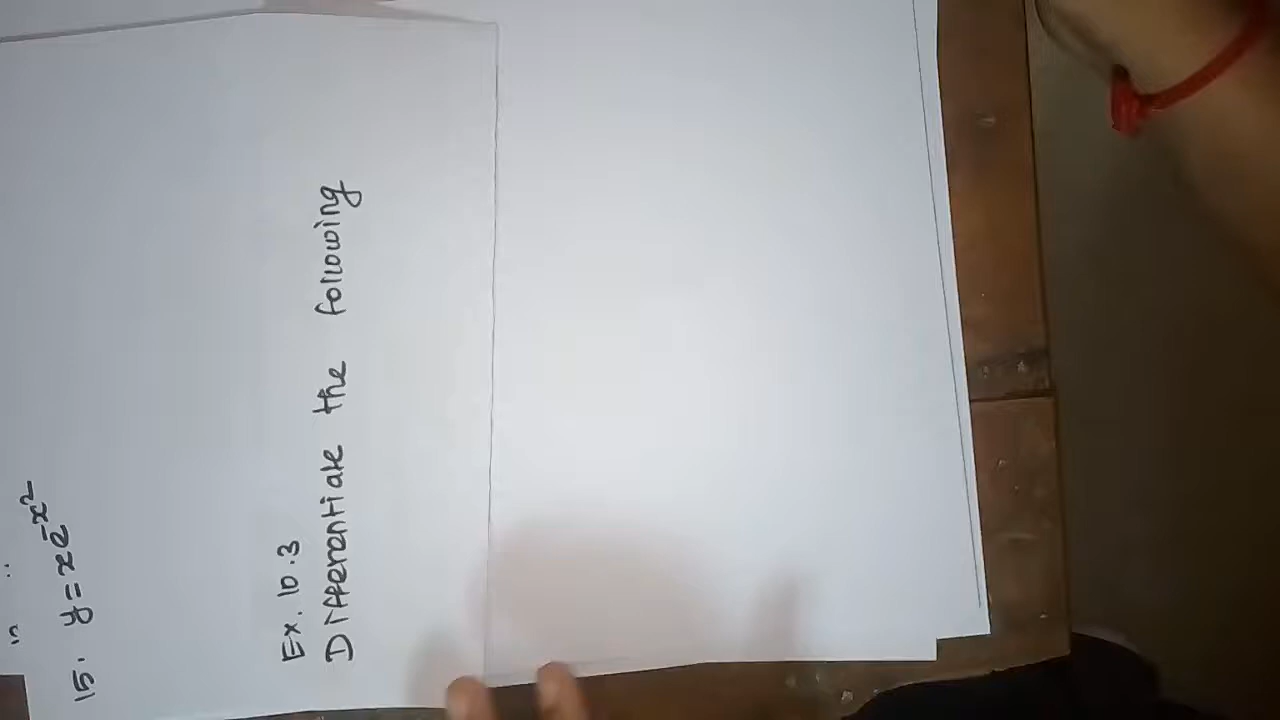 15. y = xe^{-x^2}
Ex. 10.3
Differentiate the following